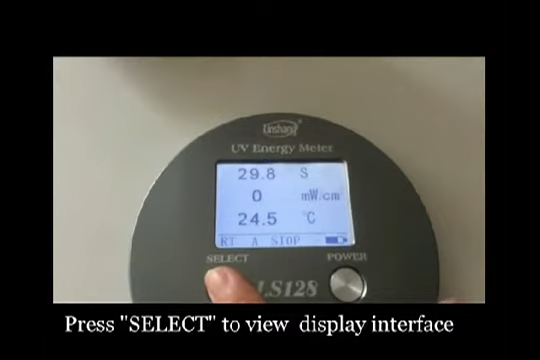 Linshang®
UV Energy Meter
29.8 S
0 mW.cm²
24.5 °C
RT A STOP
SELECT POWER
LS128
Press "SELECT" to view display interface